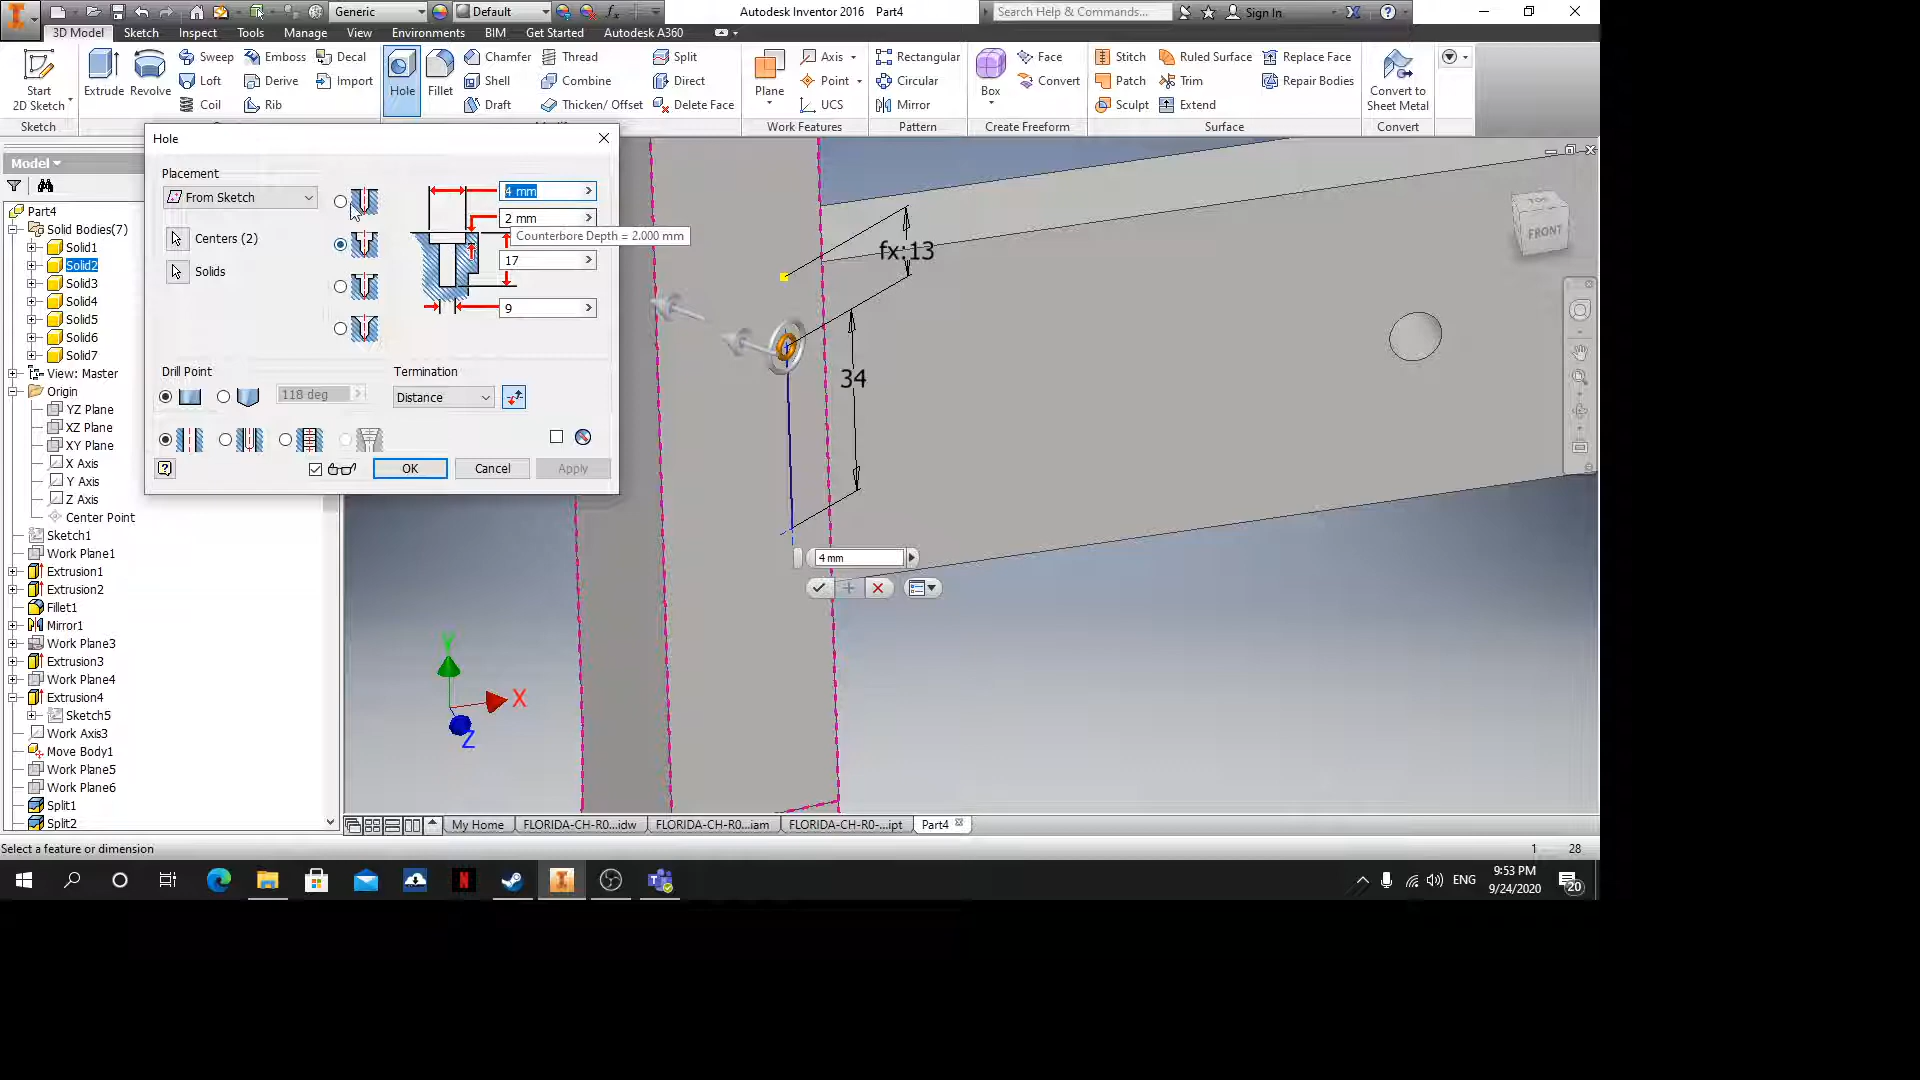 Generic
Default
Autodesk Inventor 2016 Part4
Search Help & Commands...
Sign In
3D Model Sketch Inspect Tools Manage View Environments BIM Get Started Autodesk A360
Start
2D Sketch
Extrude
Revolve
Sweep
Emboss
Decal
Loft
Derive
Import
Coil
Rib
Hole
Fillet
Chamfer
Thread
Split
Shell
Combine
Direct
Draft
Thicken/ Offset
Delete Face
Plane
Axis
Point
UCS
Rectangular
Circular
Mirror
Box
Face
Convert
Stitch
Ruled Surface
Replace Face
Patch
Trim
Repair Bodies
Sculpt
Extend
Convert to
Sheet Metal
Sketch
Work Features
Pattern
Create Freeform
Surface
Convert
Hole
Placement
From Sketch
Centers (2)
Solids
4 mm
2 mm
Counterbore Depth = 2.000 mm
17
9
Drill Point
118 deg
Termination
Distance
OK
Cancel
Apply
Model
Part4
Solid Bodies(7)
Solid1
Solid2
Solid3
Solid4
Solid5
Solid6
Solid7
View: Master
Origin
YZ Plane
XZ Plane
XY Plane
X Axis
Y Axis
Z Axis
Center Point
Sketch1
Work Plane1
Extrusion1
Extrusion2
Fillet1
Mirror1
Work Plane3
Extrusion3
Work Plane4
Extrusion4
Sketch5
Work Axis3
Move Body1
Work Plane5
Work Plane6
Split1
Split2
fx:13
34
4 mm
FRONT
Y
X
Z
My Home
FLORIDA-CH-R0...idw
FLORIDA-CH-R0...iam
FLORIDA-CH-R0-...ipt
Part4
Select a feature or dimension
1
28
ENG
9:53 PM
9/24/2020
20